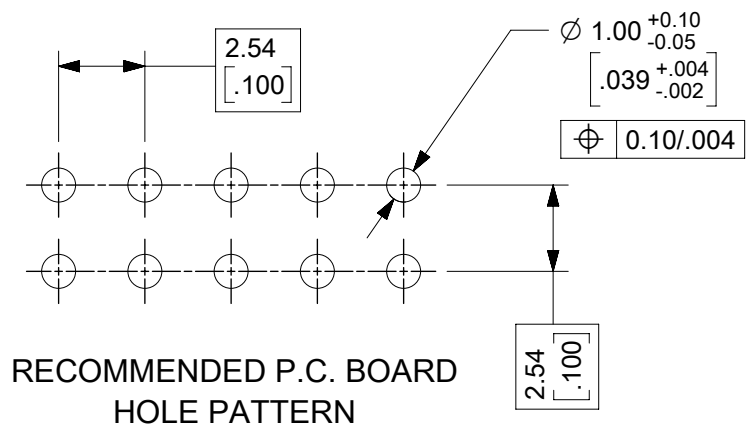 2.54
[.100]
⌀ 1.00 +0.10 -0.05
[.039 +.004 -.002]
⌖ 0.10/.004
2.54
[.100]
RECOMMENDED P.C. BOARD
HOLE PATTERN